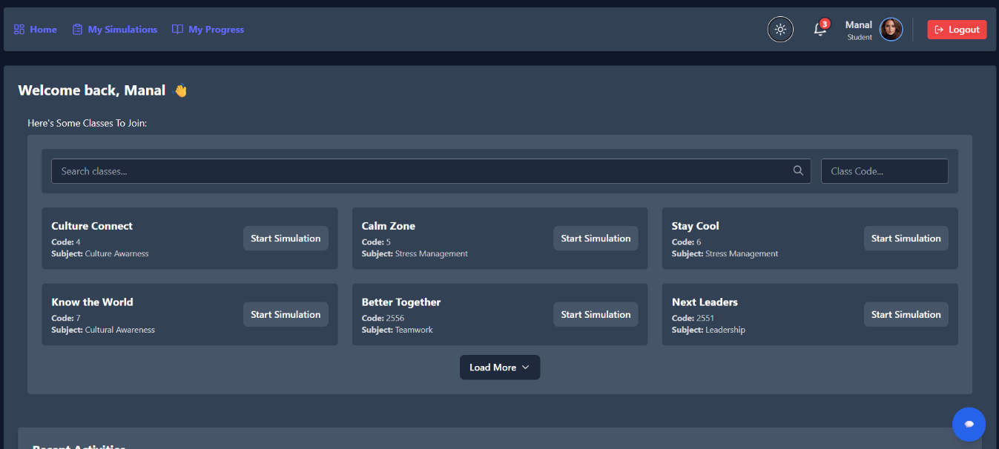 Home My Simulations My Progress 3 Manal Student Logout
Welcome back, Manal 👋
Here's Some Classes To Join:
Search classes... Class Code...
Culture Connect
Code: 4
Subject: Culture Awarness
Start Simulation
Calm Zone
Code: 5
Subject: Stress Management
Start Simulation
Stay Cool
Code: 6
Subject: Stress Management
Start Simulation
Know the World
Code: 7
Subject: Cultural Awareness
Start Simulation
Better Together
Code: 2556
Subject: Teamwork
Start Simulation
Next Leaders
Code: 2551
Subject: Leadership
Start Simulation
Load More
Recent Activities